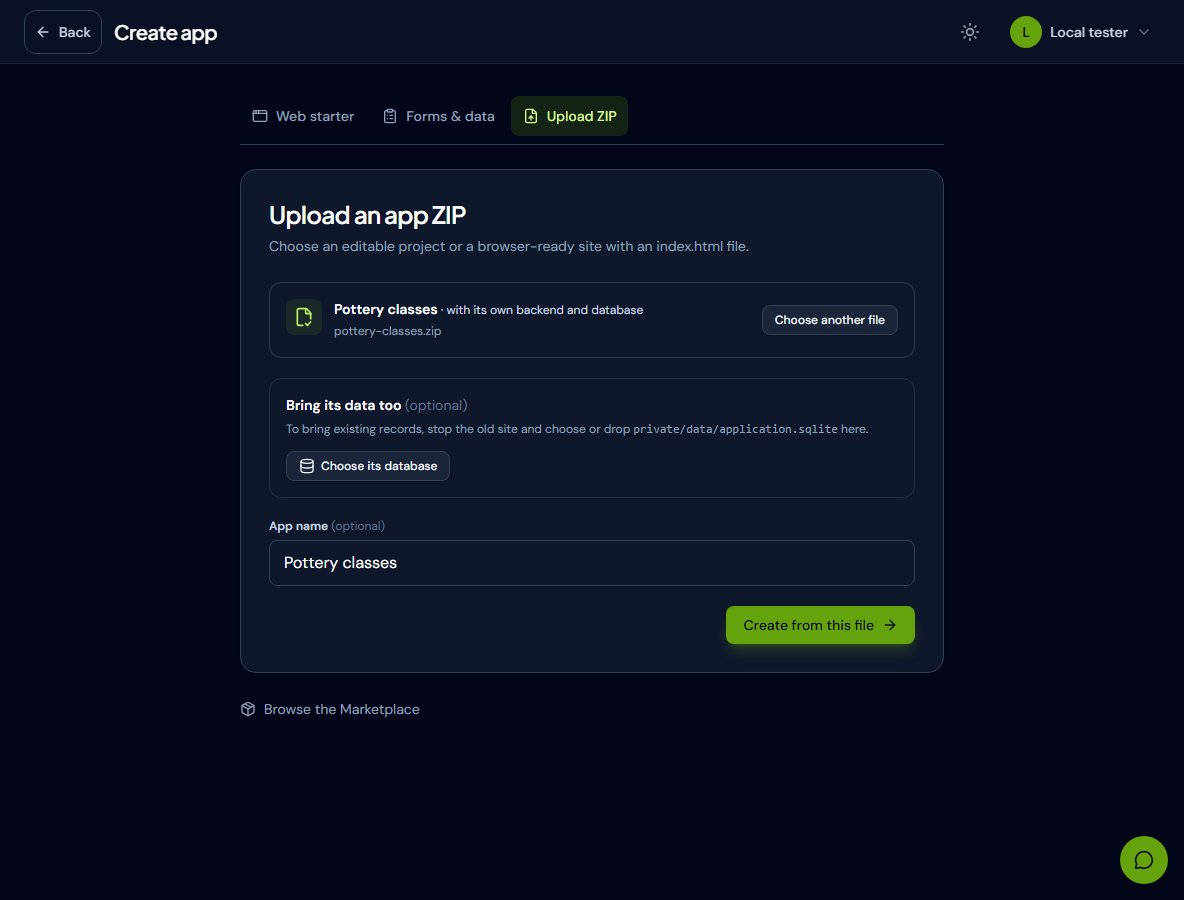 Back
Create app
L
Local tester
Web starter
Forms & data
Upload ZIP
Upload an app ZIP
Choose an editable project or a browser-ready site with an index.html file.
Pottery classes · with its own backend and database
pottery-classes.zip
Choose another file
Bring its data too (optional)
To bring existing records, stop the old site and choose or drop private/data/application.sqlite here.
Choose its database
App name (optional)
Pottery classes
Create from this file
Browse the Marketplace